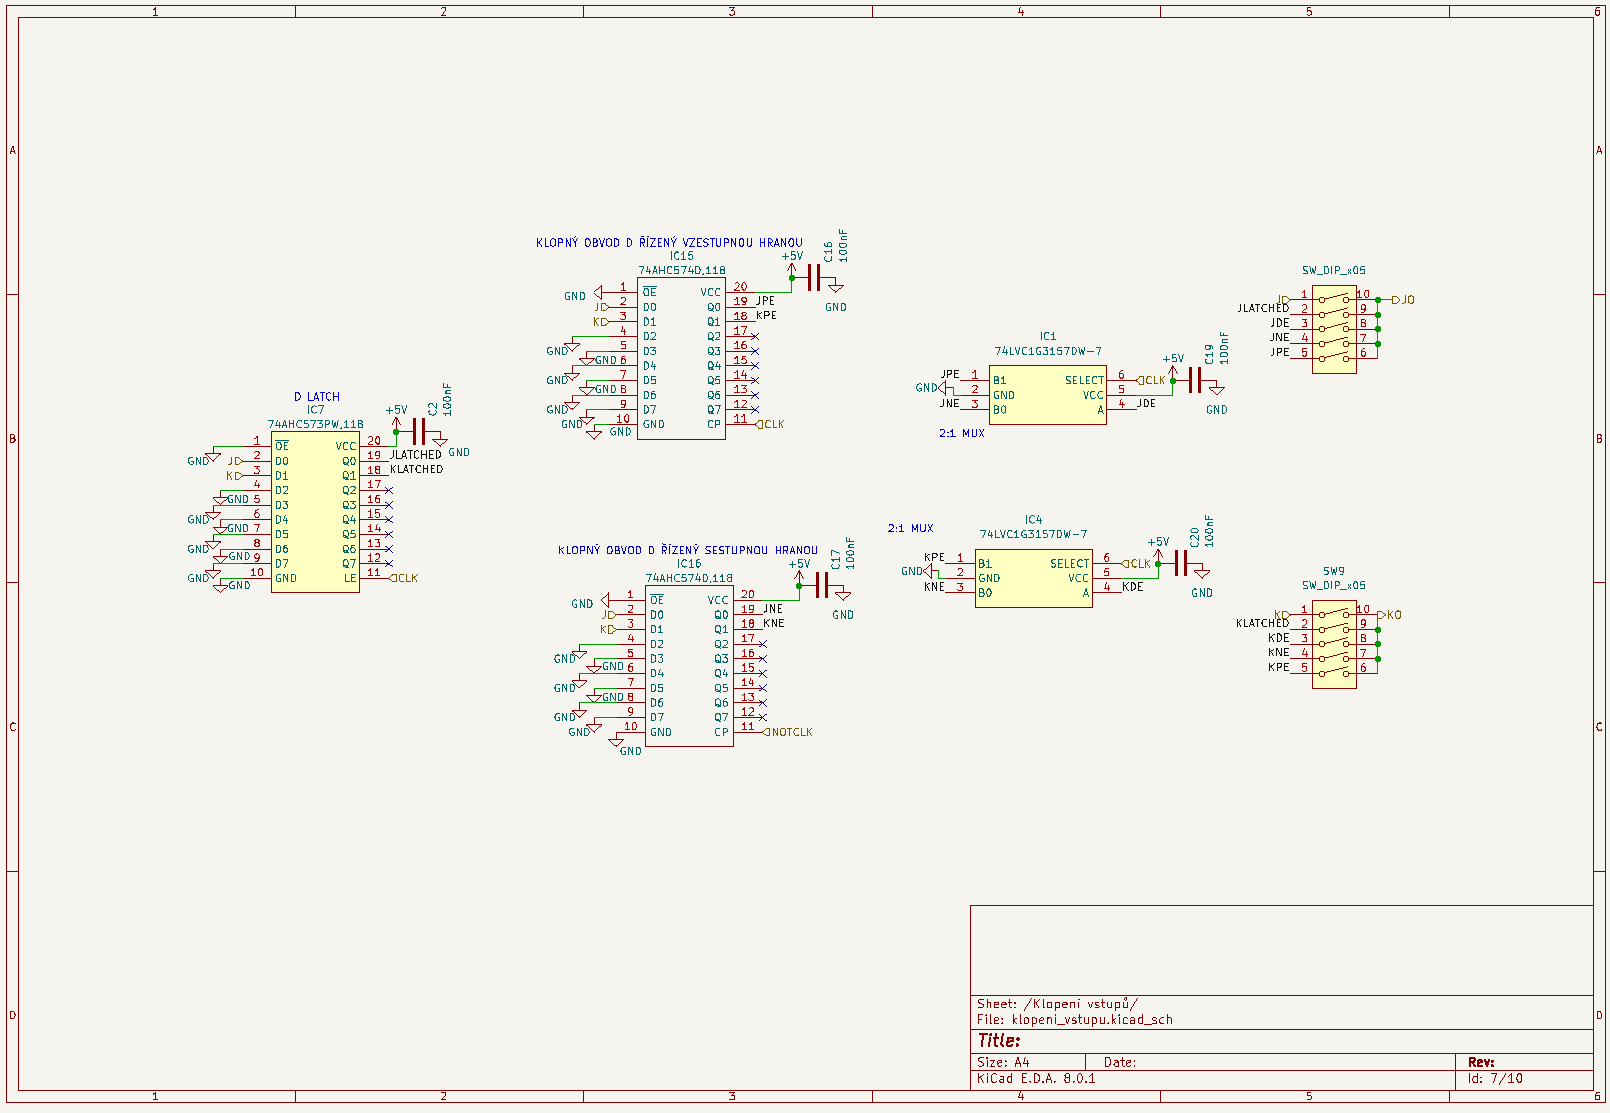 1 2 3 4 5 6
A A
B B
C C
D D
1 2 3 4 5 6
D LATCH
IC7
74AHC573PW,118
+5V
C2
100nF
GND
1 OE VCC 20
GND
J 2 D0 Q0 19 JLATCHED
K 3 D1 Q1 18 KLATCHED
4 D2 Q2 17
GND 5 D3 Q3 16
GND 6 D4 Q4 15
GND 7 D5 Q5 14
GND 8 D6 Q6 13
GND 9 D7 Q7 12
GND 10 GND LE 11 CLK
GND
KLOPNÝ OBVOD D ŘÍZENÝ VZESTUPNOU HRANOU
IC15
74AHC574D,118
+5V
C16
100nF
GND
GND 1 OE VCC 20
J 2 D0 Q0 19 JPE
K 3 D1 Q1 18 KPE
4 D2 Q2 17
GND 5 D3 Q3 16
GND 6 D4 Q4 15
GND 7 D5 Q5 14
GND 8 D6 Q6 13
GND 9 D7 Q7 12
GND 10 GND CP 11 CLK
GND
KLOPNÝ OBVOD D ŘÍZENÝ SESTUPNOU HRANOU
IC16
74AHC574D,118
+5V
C17
100nF
GND
GND 1 OE VCC 20
J 2 D0 Q0 19 JNE
K 3 D1 Q1 18 KNE
4 D2 Q2 17
GND 5 D3 Q3 16
GND 6 D4 Q4 15
GND 7 D5 Q5 14
GND 8 D6 Q6 13
GND 9 D7 Q7 12
GND 10 GND CP 11 NOTCLK
GND
IC1
74LVC1G3157DW-7
+5V
C19
100nF
GND
JPE 1 B1 SELECT 6 CLK
GND 2 GND VCC 5
JNE 3 B0 A 4 JDE
2:1 MUX
2:1 MUX
IC4
74LVC1G3157DW-7
+5V
C20
100nF
GND
KPE 1 B1 SELECT 6 CLK
GND 2 GND VCC 5
KNE 3 B0 A 4 KDE
SW_DIP_x05
J 1 10 JO
JLATCHED 2 9
JDE 3 8
JNE 4 7
JPE 5 6
SW9
SW_DIP_x05
K 1 10 KO
KLATCHED 2 9
KDE 3 8
KNE 4 7
KPE 5 6
Sheet: /Klopeni vstupů/
File: klopeni_vstupu.kicad_sch
Title:
Size: A4 Date: Rev:
KiCad E.D.A. 8.0.1 Id: 7/10